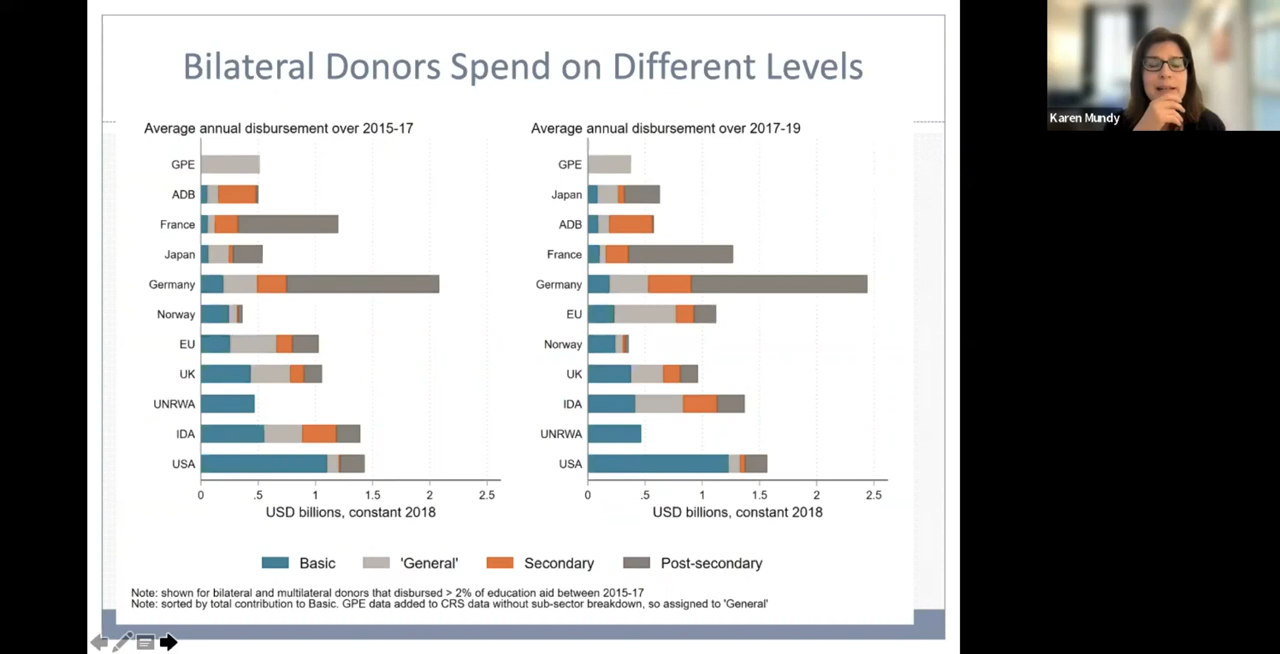 Bilateral Donors Spend on Different Levels
Karen Mundy
Average annual disbursement over 2015-17
GPE
ADB
France
Japan
Germany
Norway
EU
UK
UNRWA
IDA
USA
0 .5 1 1.5 2 2.5
USD billions, constant 2018
Average annual disbursement over 2017-19
GPE
Japan
ADB
France
Germany
EU
Norway
UK
IDA
UNRWA
USA
0 .5 1 1.5 2 2.5
USD billions, constant 2018
Basic 'General' Secondary Post-secondary
Note: shown for bilateral and multilateral donors that disbursed > 2% of education aid between 2015-17
Note: sorted by total contribution to Basic. GPE data added to CRS data without sub-sector breakdown, so assigned to 'General'